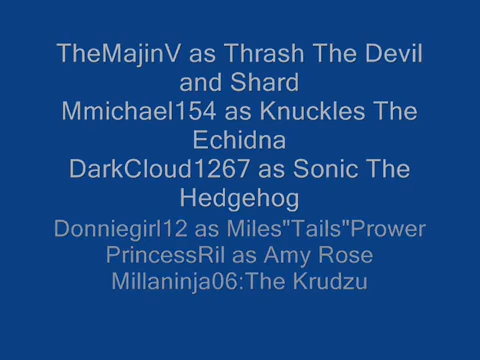 TheMajinV as Thrash The Devil
and Shard
Mmichael154 as Knuckles The
Echidna
DarkCloud1267 as Sonic The
Hedgehog
Donniegirl12 as Miles"Tails"Prower
PrincessRil as Amy Rose
Millaninja06:The Krudzu